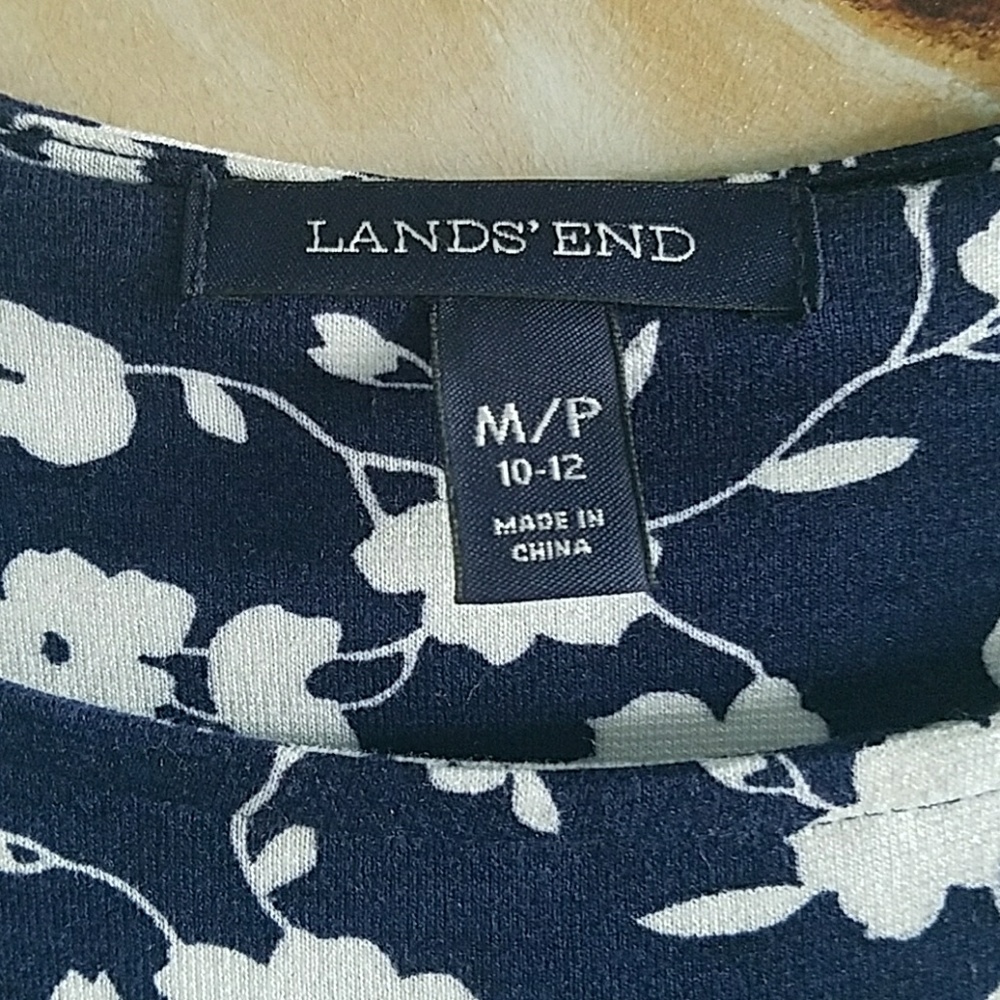 LANDS' END
M/P
10-12
MADE IN
CHINA